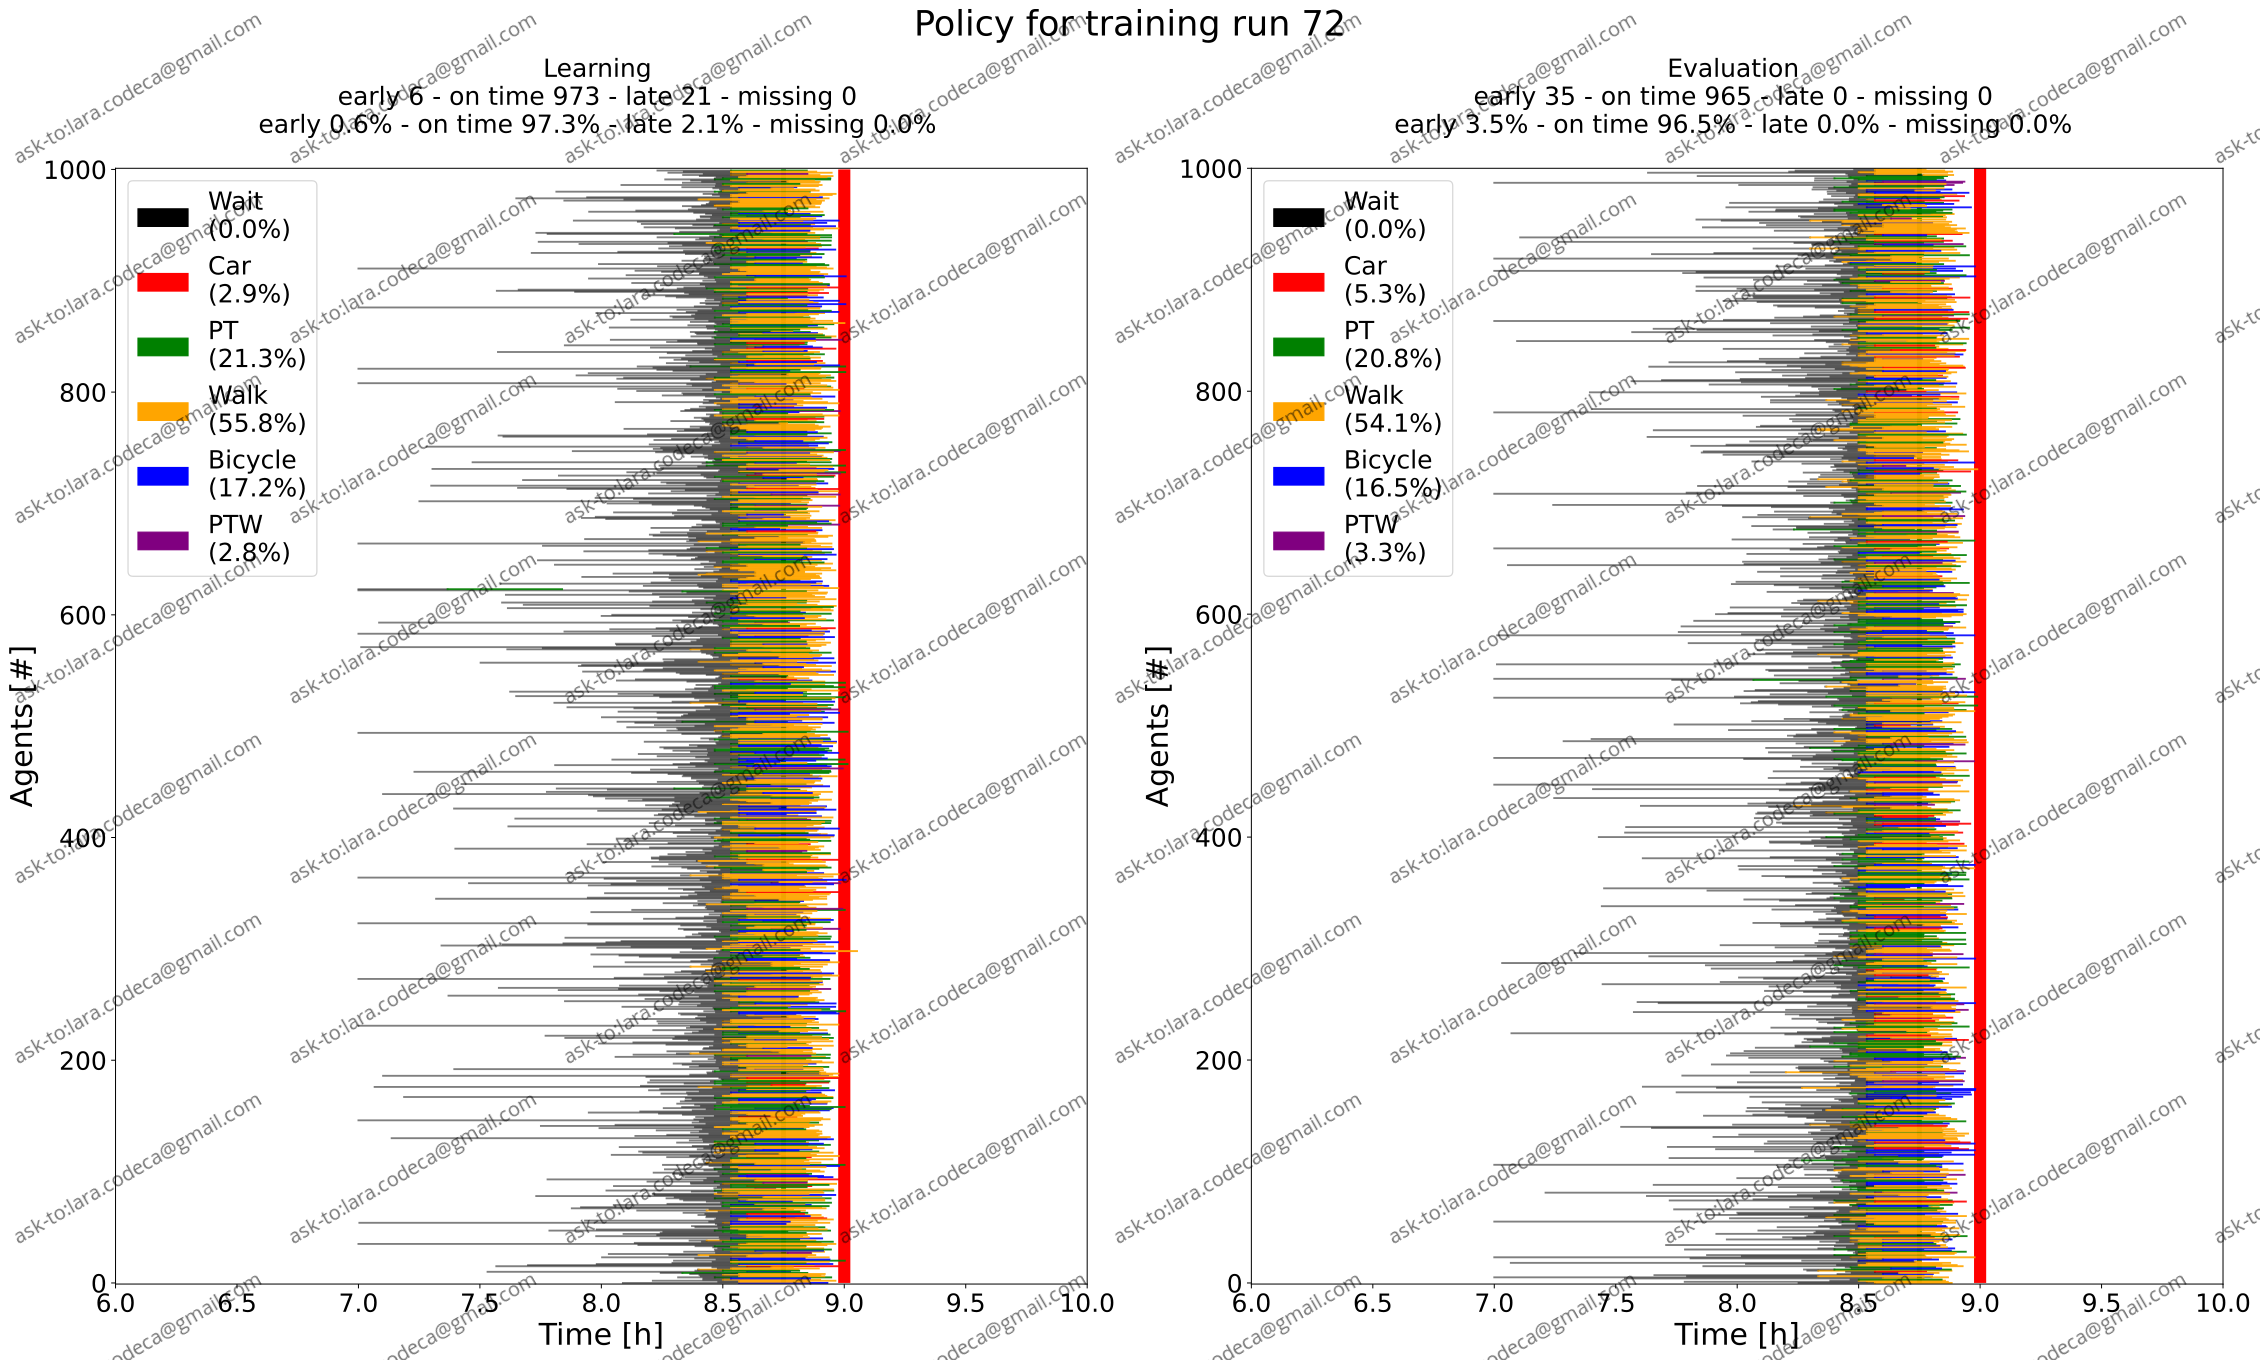 Policy for training run 72
Learning
early 6 - on time 973 - late 21 - missing 0
early 0.6% - on time 97.3% - late 2.1% - missing 0.0%
1000
800
600
400
200
0
Agents [#]
Wait
(0.0%)
Car
(2.9%)
PT
(21.3%)
Walk
(55.8%)
Bicycle
(17.2%)
PTW
(2.8%)
6.0 6.5 7.0 7.5 8.0 8.5 9.0 9.5 10.0
Time [h]
Evaluation
early 35 - on time 965 - late 0 - missing 0
early 3.5% - on time 96.5% - late 0.0% - missing 0.0%
1000
800
600
400
200
0
Agents [#]
Wait
(0.0%)
Car
(5.3%)
PT
(20.8%)
Walk
(54.1%)
Bicycle
(16.5%)
PTW
(3.3%)
6.0 6.5 7.0 7.5 8.0 8.5 9.0 9.5 10.0
Time [h]
ask-to:lara.codeca@gmail.com